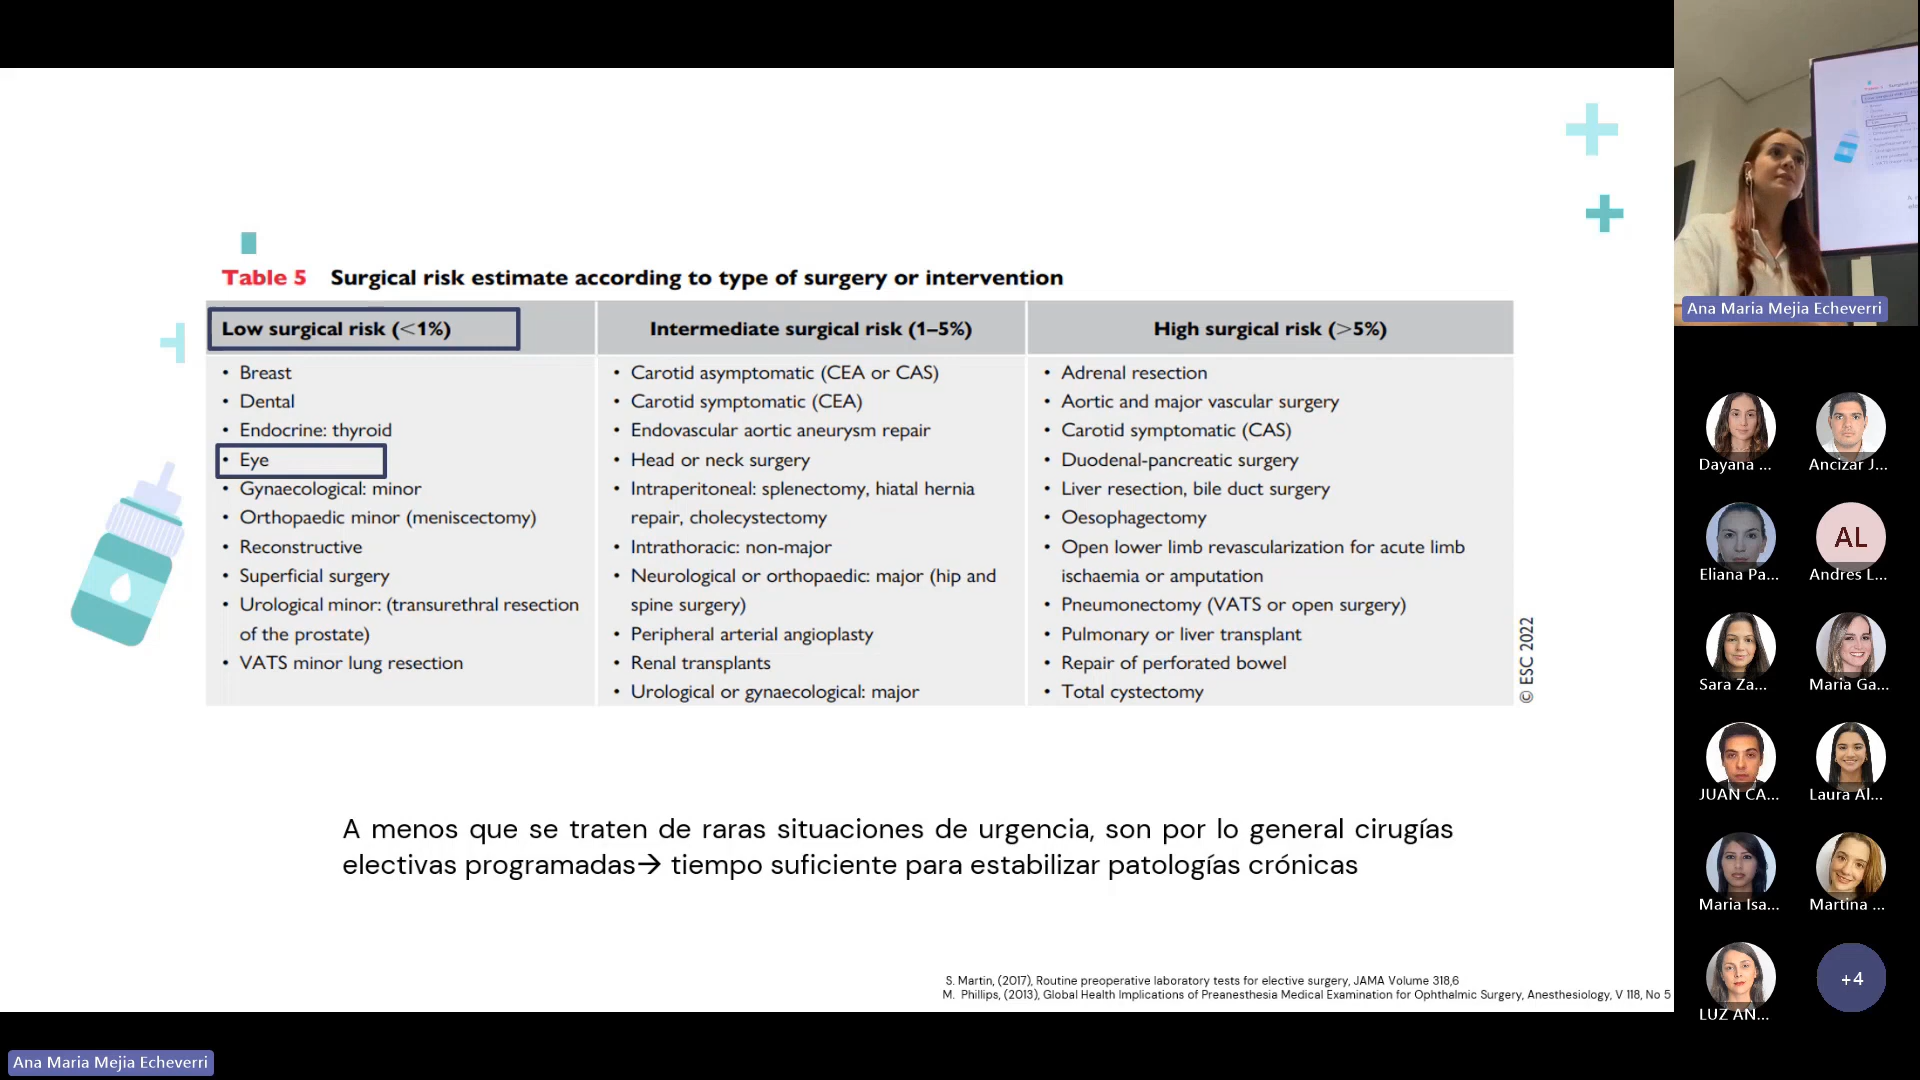 Table 5 Surgical risk estimate according to type of surgery or intervention
Low surgical risk (<1%)
• Breast
• Dental
• Endocrine: thyroid
• Eye
• Gynaecological: minor
• Orthopaedic minor (meniscectomy)
• Reconstructive
• Superficial surgery
• Urological minor: (transurethral resection
of the prostate)
• VATS minor lung resection
Intermediate surgical risk (1–5%)
• Carotid asymptomatic (CEA or CAS)
• Carotid symptomatic (CEA)
• Endovascular aortic aneurysm repair
• Head or neck surgery
• Intraperitoneal: splenectomy, hiatal hernia
repair, cholecystectomy
• Intrathoracic: non-major
• Neurological or orthopaedic: major (hip and
spine surgery)
• Peripheral arterial angioplasty
• Renal transplants
• Urological or gynaecological: major
High surgical risk (>5%)
• Adrenal resection
• Aortic and major vascular surgery
• Carotid symptomatic (CAS)
• Duodenal-pancreatic surgery
• Liver resection, bile duct surgery
• Oesophagectomy
• Open lower limb revascularization for acute limb
ischaemia or amputation
• Pneumonectomy (VATS or open surgery)
• Pulmonary or liver transplant
• Repair of perforated bowel
• Total cystectomy
© ESC 2022
A menos que se traten de raras situaciones de urgencia, son por lo general cirugías
electivas programadas→ tiempo suficiente para estabilizar patologías crónicas
S. Martin, (2017), Routine preoperative laboratory tests for elective surgery, JAMA Volume 318,6
M. Phillips, (2013), Global Health Implications of Preanesthesia Medical Examination for Ophthalmic Surgery, Anesthesiology, V 118, No 5
Ana Maria Mejia Echeverri
Dayana ...
Ancizar J...
Eliana Pa...
AL
Andres L...
Sara Za...
Maria Ga...
JUAN CA...
Laura Al...
Maria Isa...
Martina ...
LUZ AN...
+4
Ana Maria Mejia Echeverri